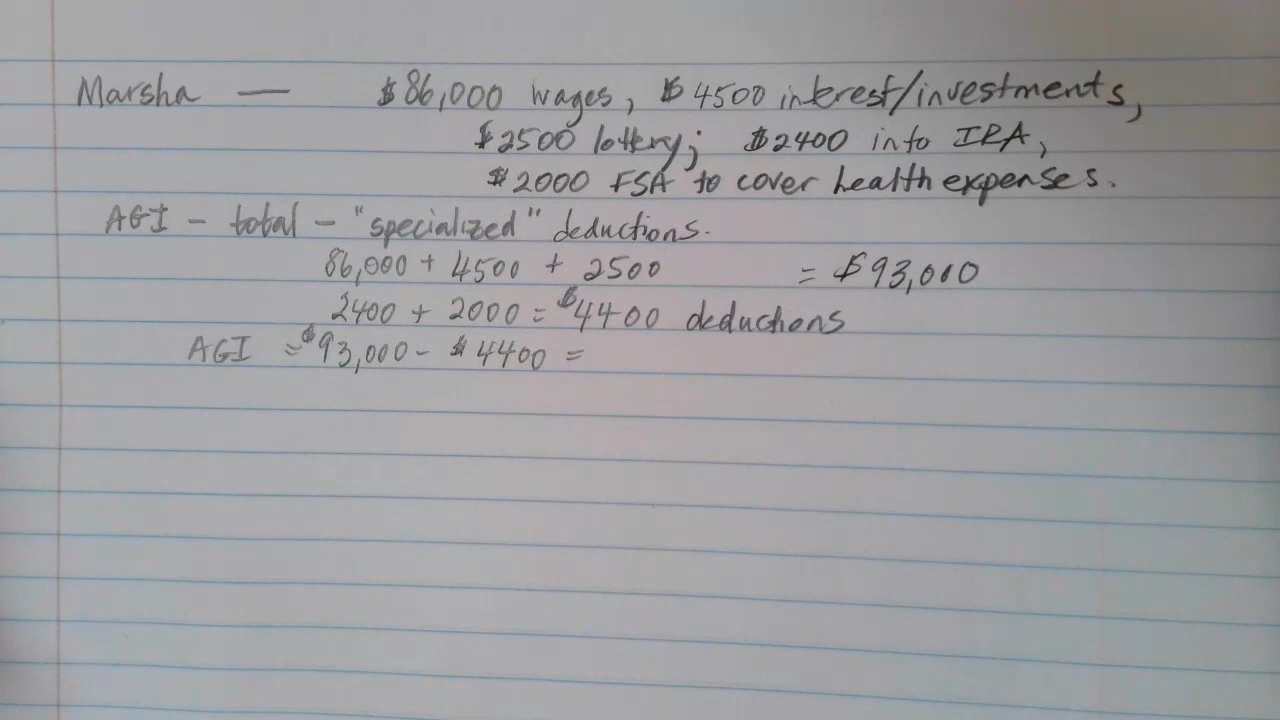 Marsha — $86,000 wages, $4500 interest/investments,
$2500 lottery; $2400 into IRA,
$2000 FSA to cover health expenses.
AGI - total - "specialized" deductions.
86,000 + 4500 + 2500 = $93,000
2400 + 2000 = $4400 deductions
AGI = $93,000 - $4400 =